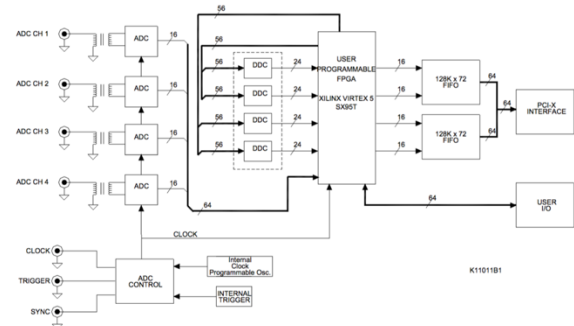 ADC CH 1
ADC
16
56
56
ADC CH 2
ADC
16
ADC CH 3
ADC
16
ADC CH 4
ADC
16
56
DDC
24
56
DDC
24
56
DDC
24
56
DDC
24
64
USER
PROGRAMMABLE
FPGA
XILINX VIRTEX 5
SX95T
16
16
16
16
128K x 72
FIFO
128K x 72
FIFO
64
64
64
PCI-X
INTERFACE
64
USER
I/O
CLOCK
CLOCK
TRIGGER
SYNC
ADC
CONTROL
Internal
Clock
Programmable Osc.
INTERNAL
TRIGGER
K11011B1